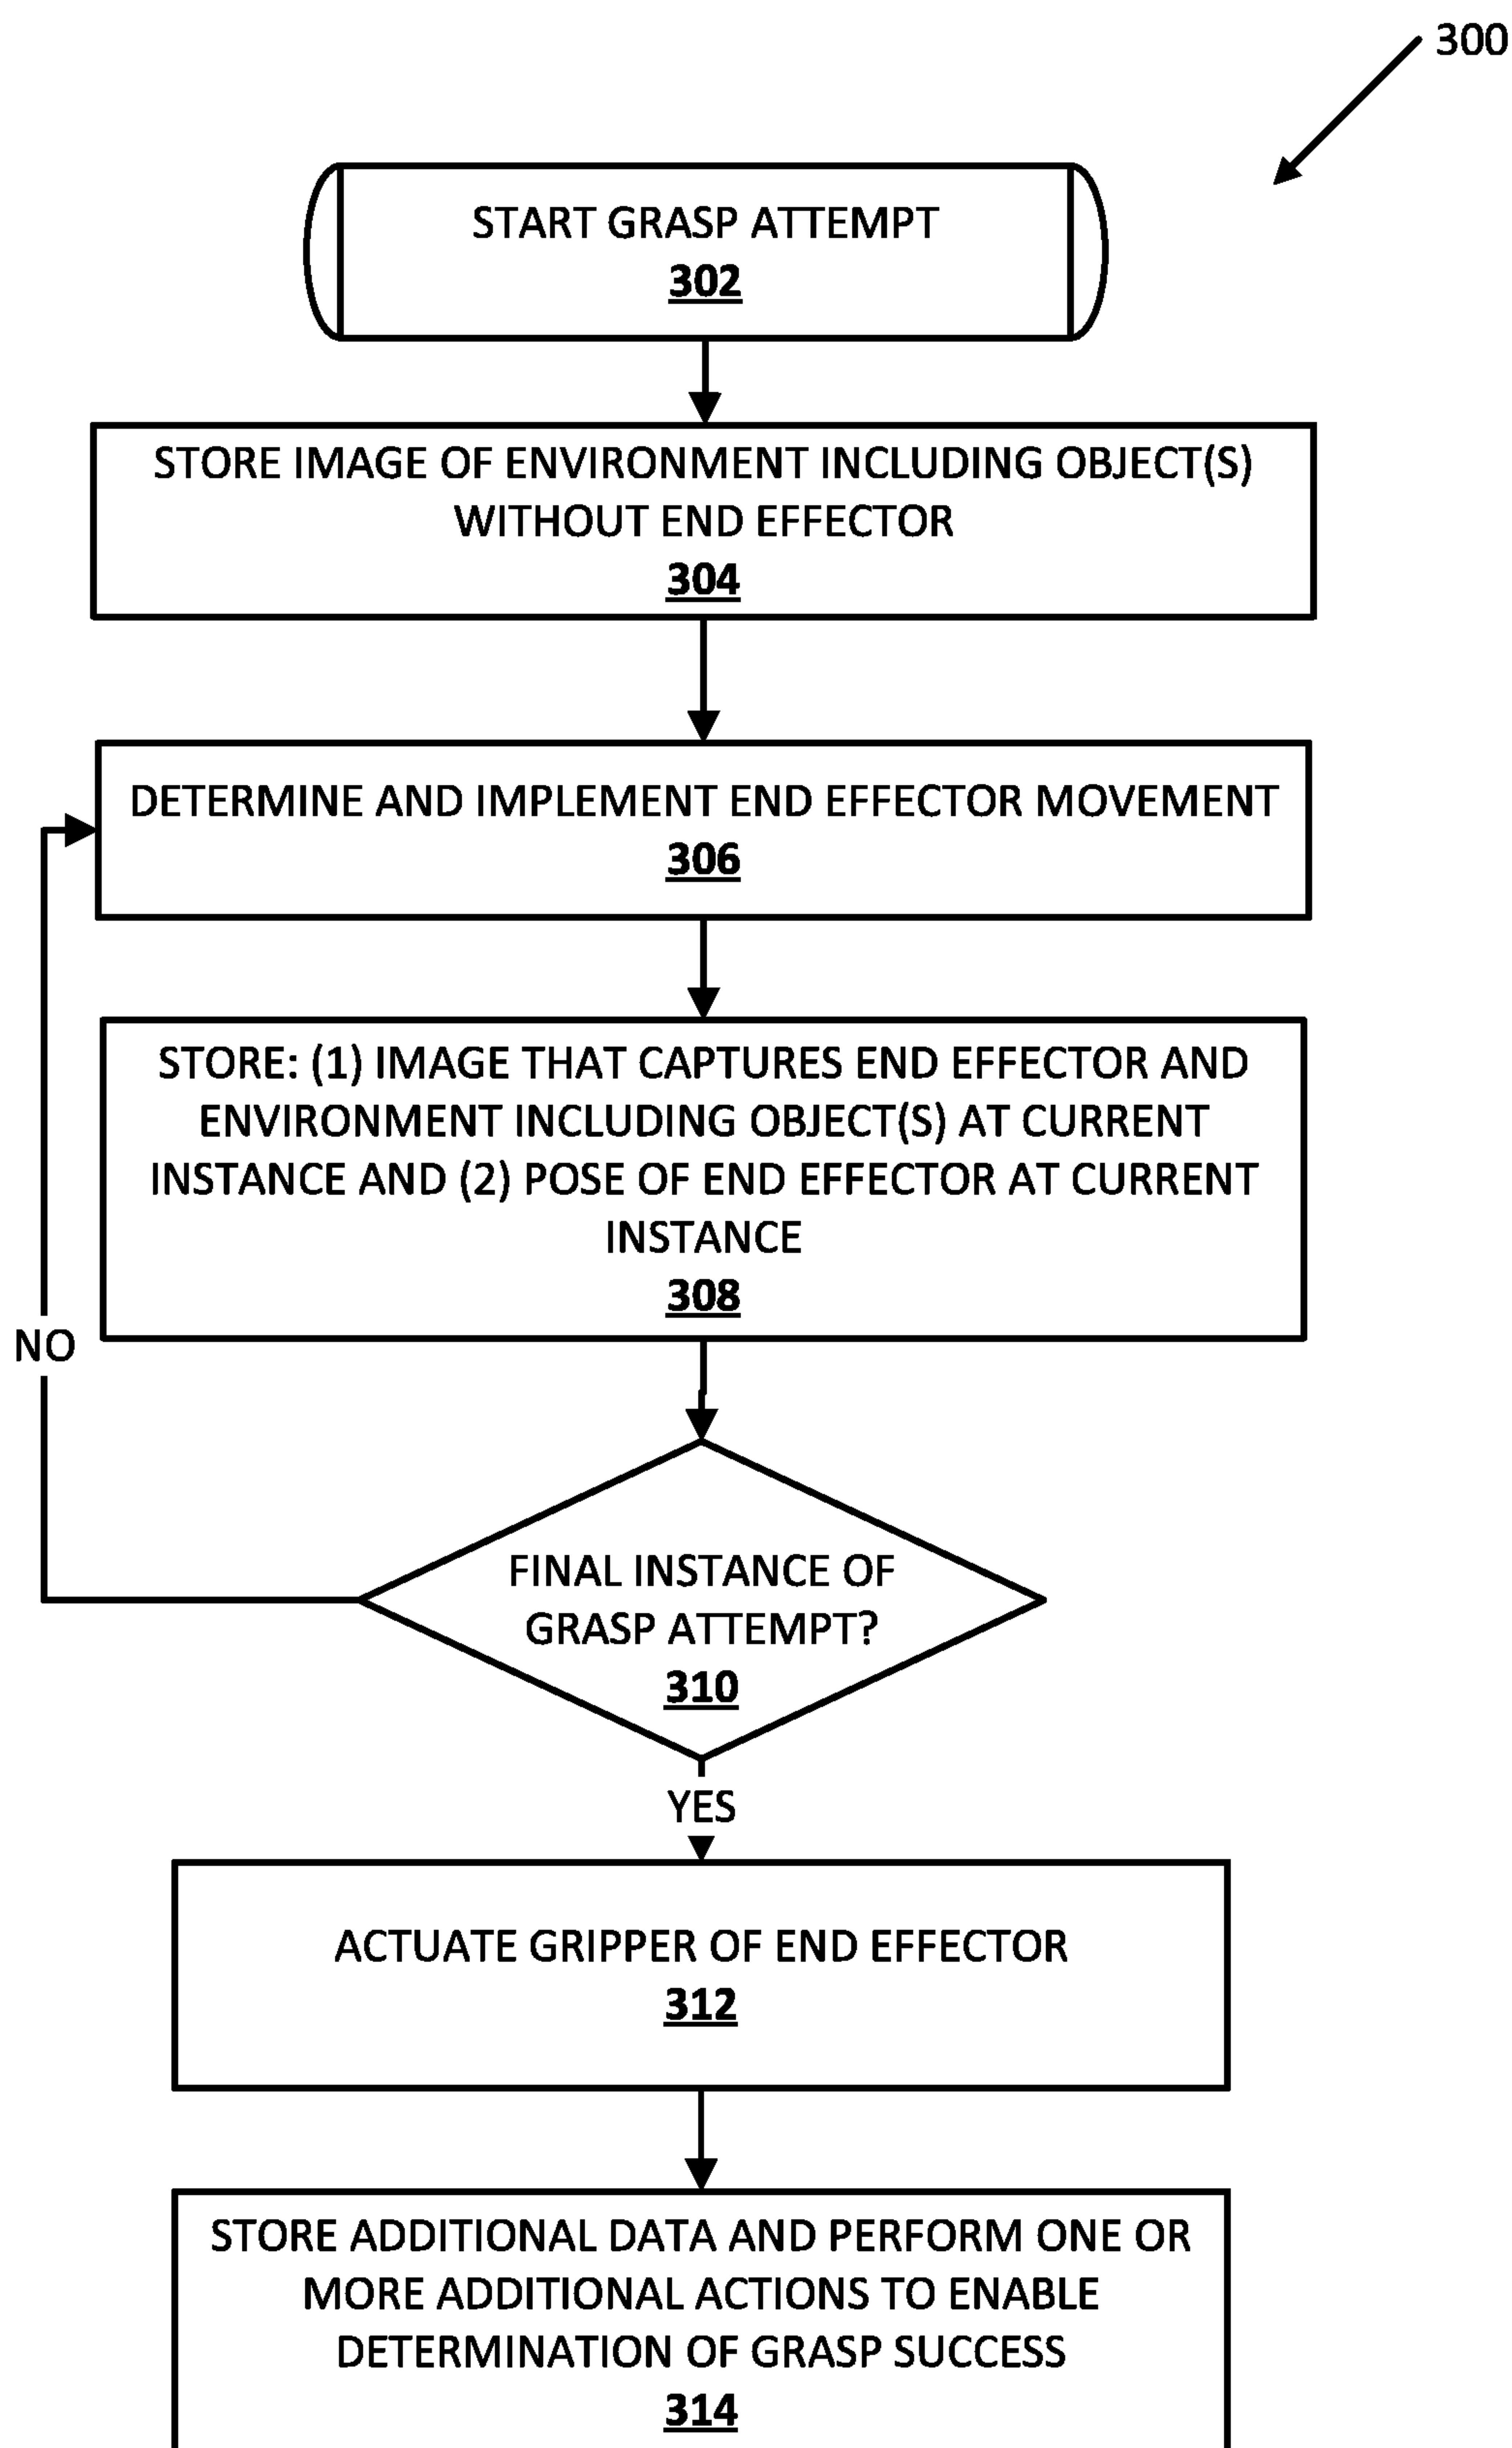 300
START GRASP ATTEMPT
302
STORE IMAGE OF ENVIRONMENT INCLUDING OBJECT(S)
WITHOUT END EFFECTOR
304
DETERMINE AND IMPLEMENT END EFFECTOR MOVEMENT
306
STORE: (1) IMAGE THAT CAPTURES END EFFECTOR AND
ENVIRONMENT INCLUDING OBJECT(S) AT CURRENT
INSTANCE AND (2) POSE OF END EFFECTOR AT CURRENT
INSTANCE
308
NO
FINAL INSTANCE OF
GRASP ATTEMPT?
310
YES
ACTUATE GRIPPER OF END EFFECTOR
312
STORE ADDITIONAL DATA AND PERFORM ONE OR
MORE ADDITIONAL ACTIONS TO ENABLE
DETERMINATION OF GRASP SUCCESS
314